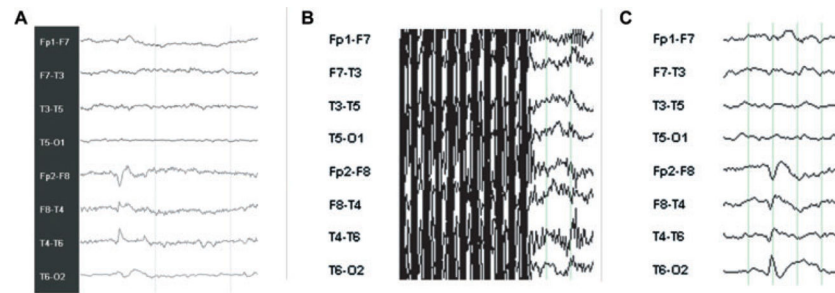 A
Fp1-F7
F7-T3
T3-T5
T5-O1
Fp2-F8
F8-T4
T4-T6
T6-O2
B
Fp1-F7
F7-T3
T3-T5
T5-O1
Fp2-F8
F8-T4
T4-T6
T6-O2
C
Fp1-F7
F7-T3
T3-T5
T5-O1
Fp2-F8
F8-T4
T4-T6
T6-O2